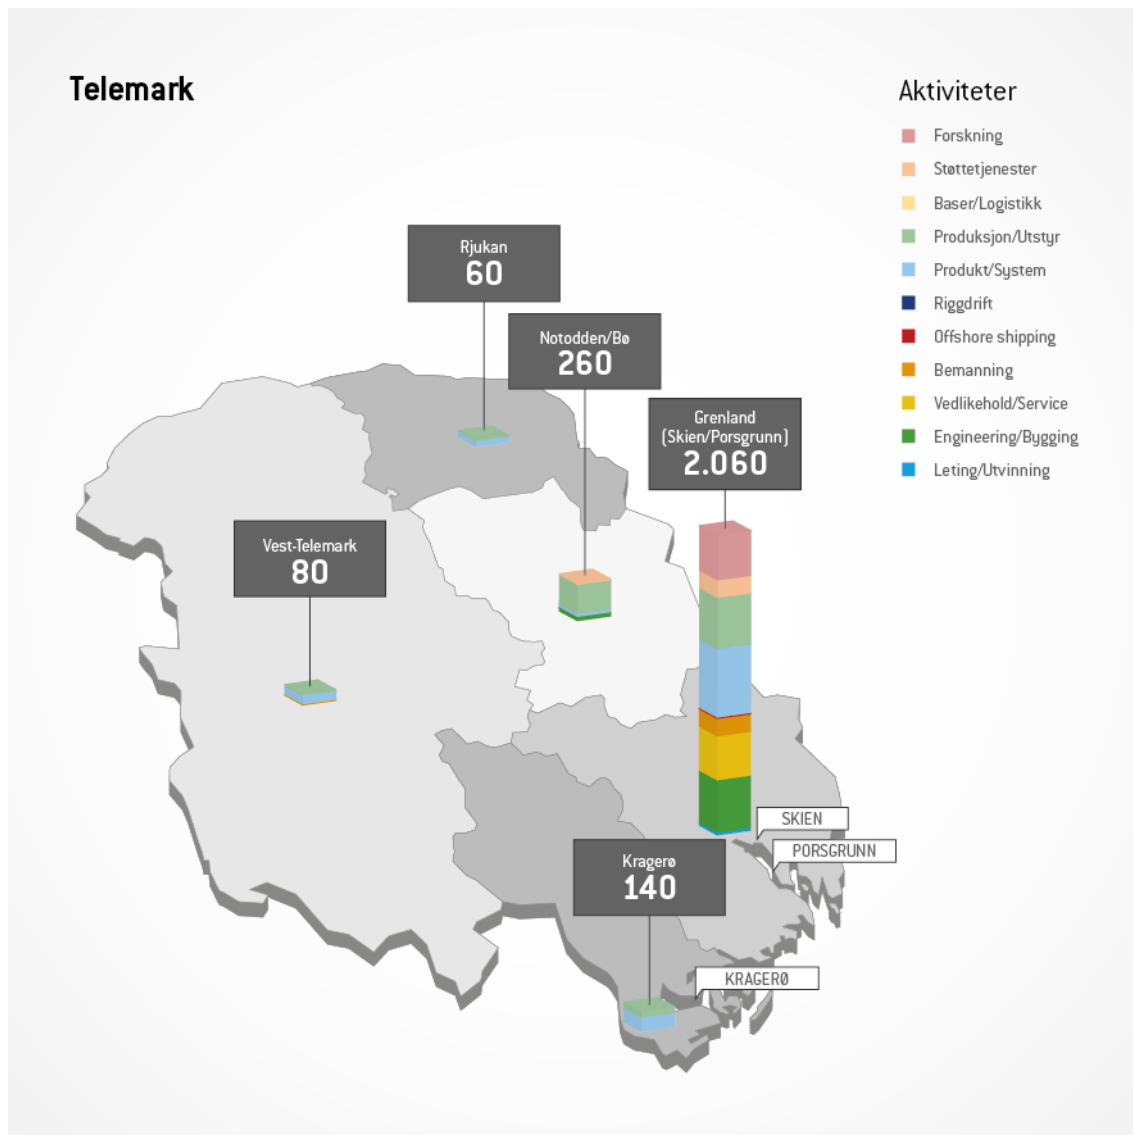 Telemark
Aktiviteter
Forskning
Støttetjenester
Baser/Logistikk
Produksjon/Utstyr
Produkt/System
Riggdrift
Offshore shipping
Bemanning
Vedlikehold/Service
Engineering/Bygging
Leting/Utvinning
Rjukan
60
Notodden/Bø
260
Grenland
(Skien/Porsgrunn)
2.060
Vest-Telemark
80
SKIEN
PORSGRUNN
Kragerø
140
KRAGERØ